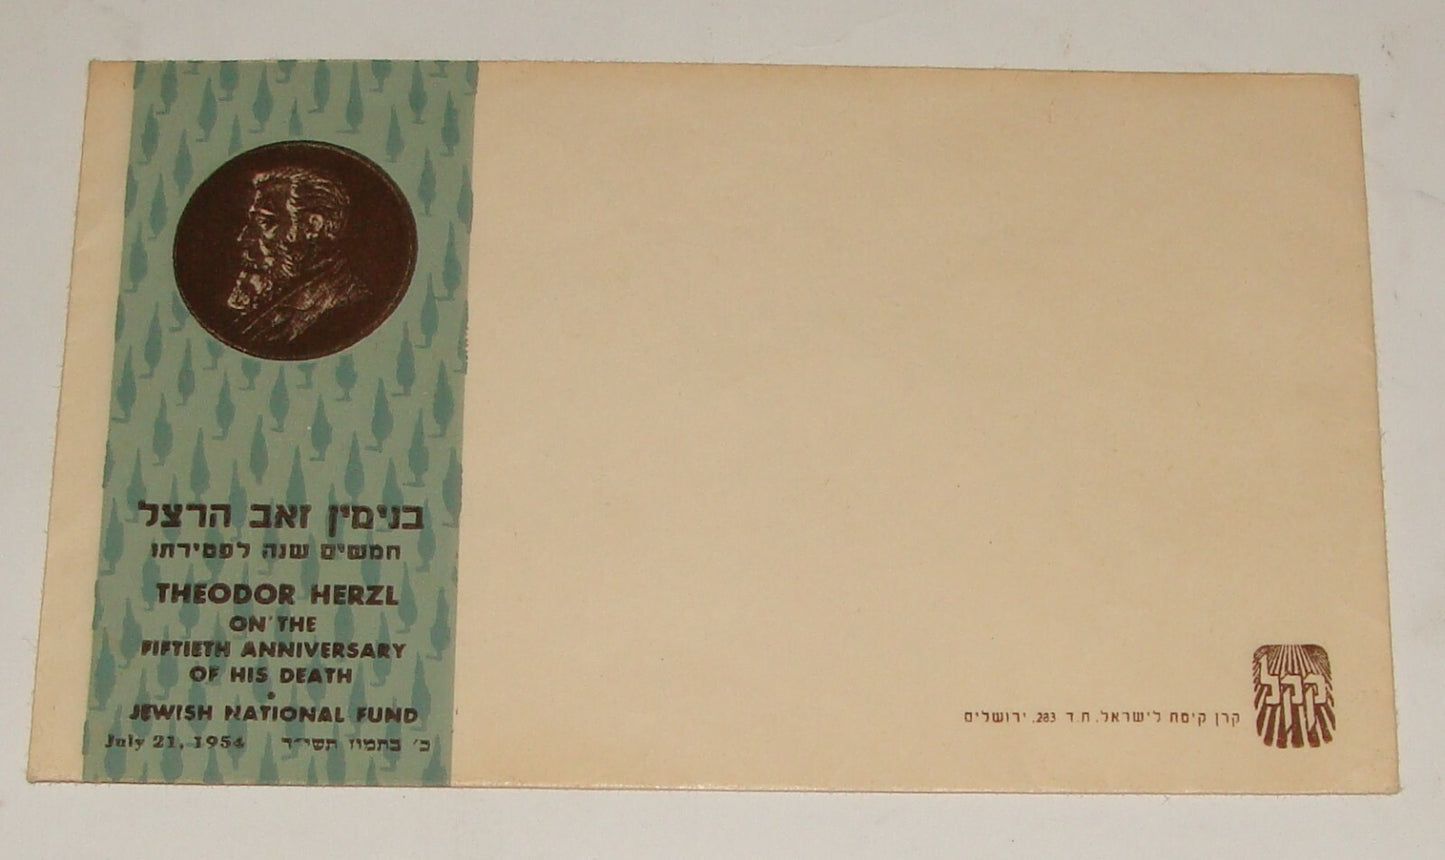 בנימין זאב הרצל
חמשים שנה לפטירתו
THEODOR HERZL
ON THE
FIFTIETH ANNIVERSARY
OF HIS DEATH
•
JEWISH NATIONAL FUND
July 21, 1954 כ׳ בתמוז תשי״ד
קרן קימת לישראל. ת.ד 283. ירושלים
קקל